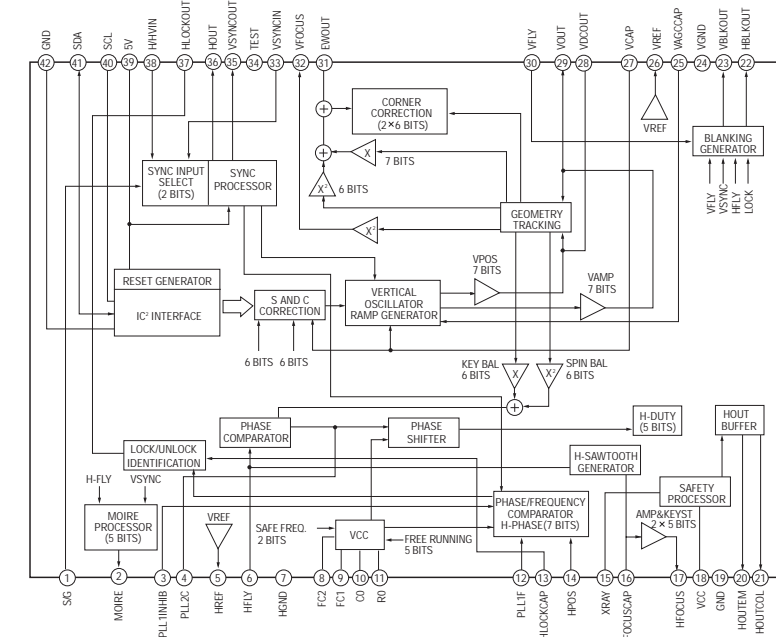 GND
SDA
SCL
5V
H/HVIN
HLOCKOUT
HOUT
VSYNCOUT
TEST
VSYNCIN
VFOCUS
EWOUT
VFLY
VOUT
VDCOUT
VCAP
VREF
VAGCCAP
VGND
VBLKOUT
HBLKOUT
42
41
40
39
38
37
36
35
34
33
32
31
30
29
28
27
26
25
24
23
22
CORNER
CORRECTION
(2×6 BITS)
VREF
BLANKING
GENERATOR
X
7 BITS
SYNC INPUT
SELECT
(2 BITS)
SYNC
PROCESSOR
X²
6 BITS
VFLY
VSYNC
HFLY
LOCK
GEOMETRY
TRACKING
X²
RESET GENERATOR
IC² INTERFACE
S AND C
CORRECTION
VERTICAL
OSCILLATOR
RAMP GENERATOR
VPOS
7 BITS
VAMP
7 BITS
6 BITS
6 BITS
KEY BAL
6 BITS
X
X²
SPIN BAL
6 BITS
PHASE
COMPARATOR
PHASE
SHIFTER
H-DUTY
(5 BITS)
HOUT
BUFFER
LOCK/UNLOCK
IDENTIFICATION
H-SAWTOOTH
GENERATOR
H-FLY
VSYNC
SAFETY
PROCESSOR
MOIRE
PROCESSOR
(5 BITS)
VREF
SAFE FREQ.
2 BITS
VCC
FREE RUNNING
5 BITS
PHASE/FREQUENCY
COMPARATOR
H-PHASE(7 BITS)
AMP&KEYST
2 × 5 BITS
1
2
3
4
5
6
7
8
9
10
11
12
13
14
15
16
17
18
19
20
21
S/G
MOIRE
PLL1INHIB
PLL2C
HREF
HFLY
HGND
FC2
FC1
C0
R0
PLL1F
HLOCKCAP
HPOS
XRAY
FOCUSCAP
HFOCUS
VCC
GND
HOUTEM
HOUTCOL